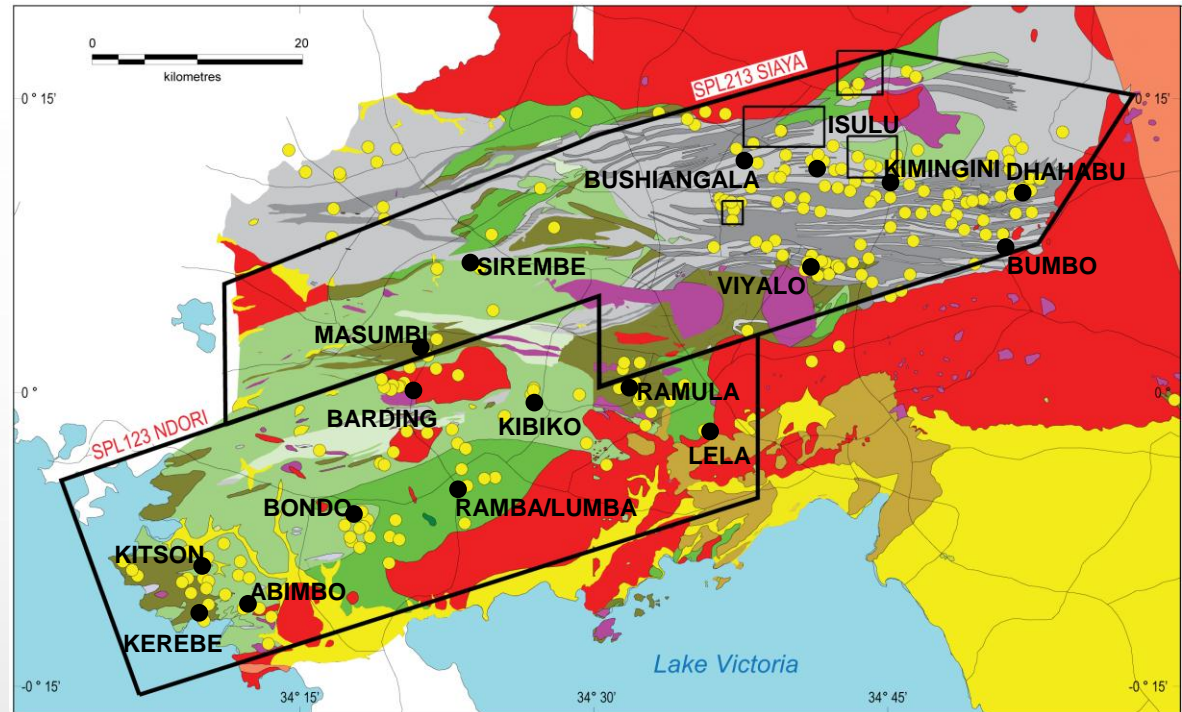 0
20
kilometres
SPL213 SIAYA
0 ° 15'
0 ° 15'
ISULU
BUSHIANGALA
KIMINGINI
DHAHABU
BUMBO
SIREMBE
VIYALO
MASUMBI
0 °
0 °
BARDING
KIBIKO
RAMULA
SPL123 NDORI
LELA
BONDO
RAMBA/LUMBA
KITSON
ABIMBO
KEREBE
Lake Victoria
-0 ° 15'
34 ° 15'
34 ° 30'
34 ° 45'
-0 ° 15'